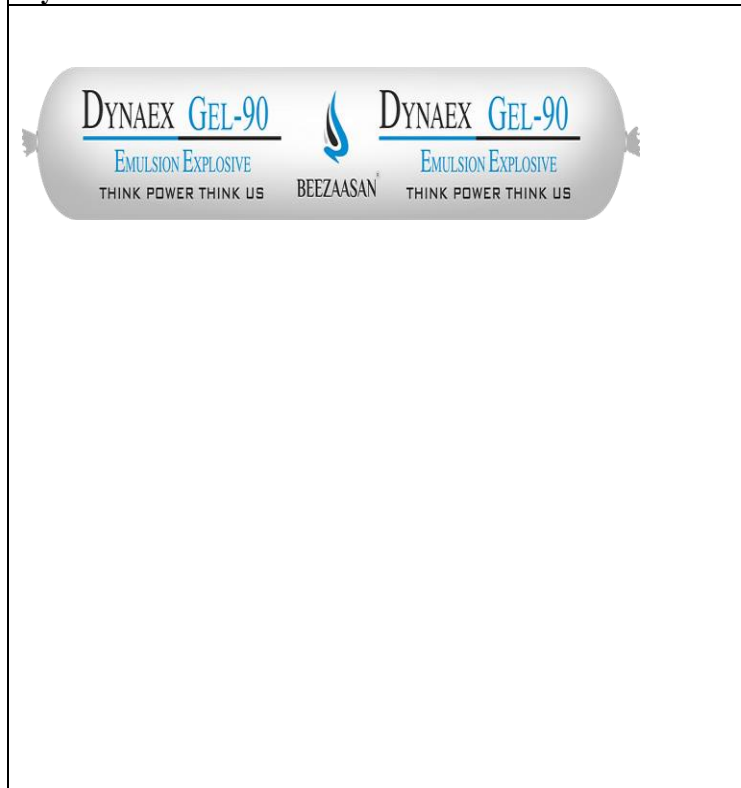 DYNAEX GEL-90
EMULSION EXPLOSIVE
THINK POWER THINK US
BEEZAASAN®
DYNAEX GEL-90
EMULSION EXPLOSIVE
THINK POWER THINK US